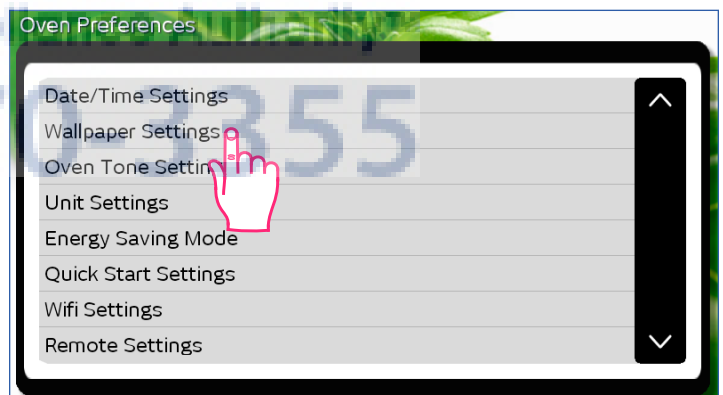 Oven Preferences
Date/Time Settings
Wallpaper Settings
Oven Tone
Unit Settings
Energy Saving Mode
Quick Start Settings
Wifi Settings
Remote Settings